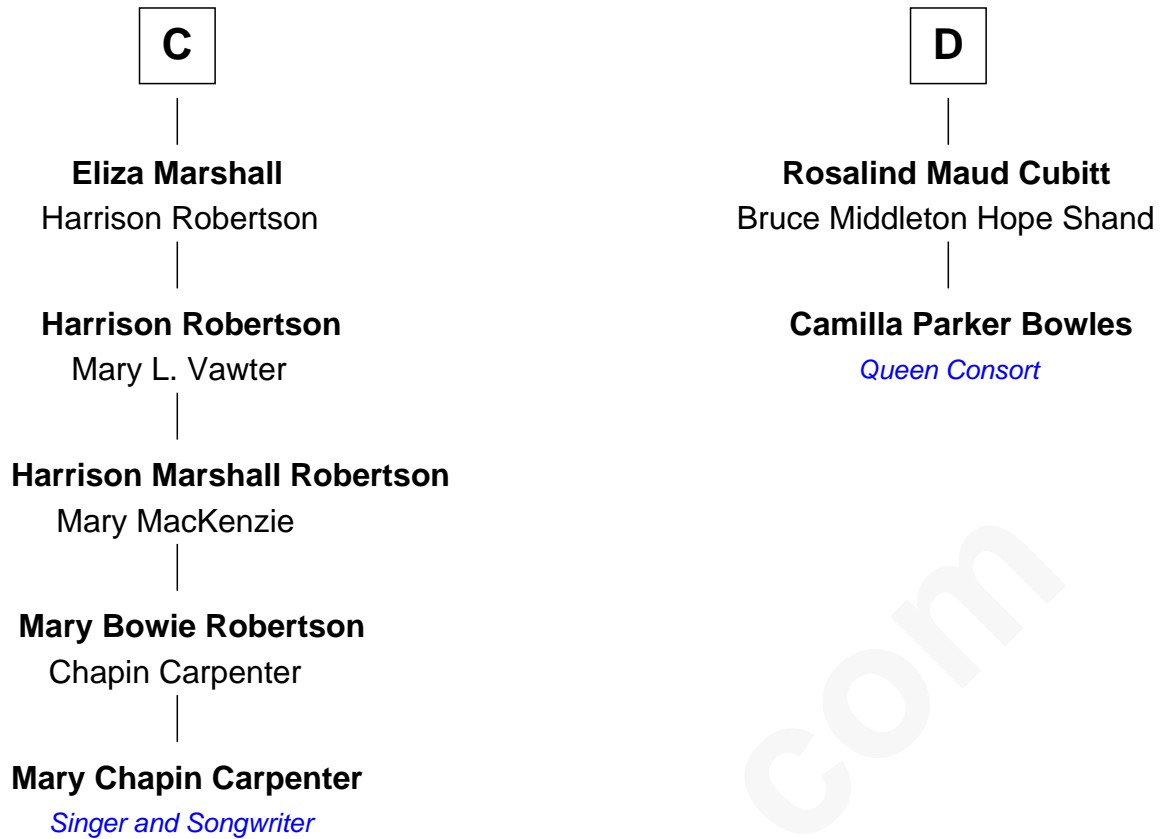 C
Eliza Marshall
Harrison Robertson
Harrison Robertson
Mary L. Vawter
Harrison Marshall Robertson
Mary MacKenzie
Mary Bowie Robertson
Chapin Carpenter
Mary Chapin Carpenter
Singer and Songwriter
D
Rosalind Maud Cubitt
Bruce Middleton Hope Shand
Camilla Parker Bowles
Queen Consort
com